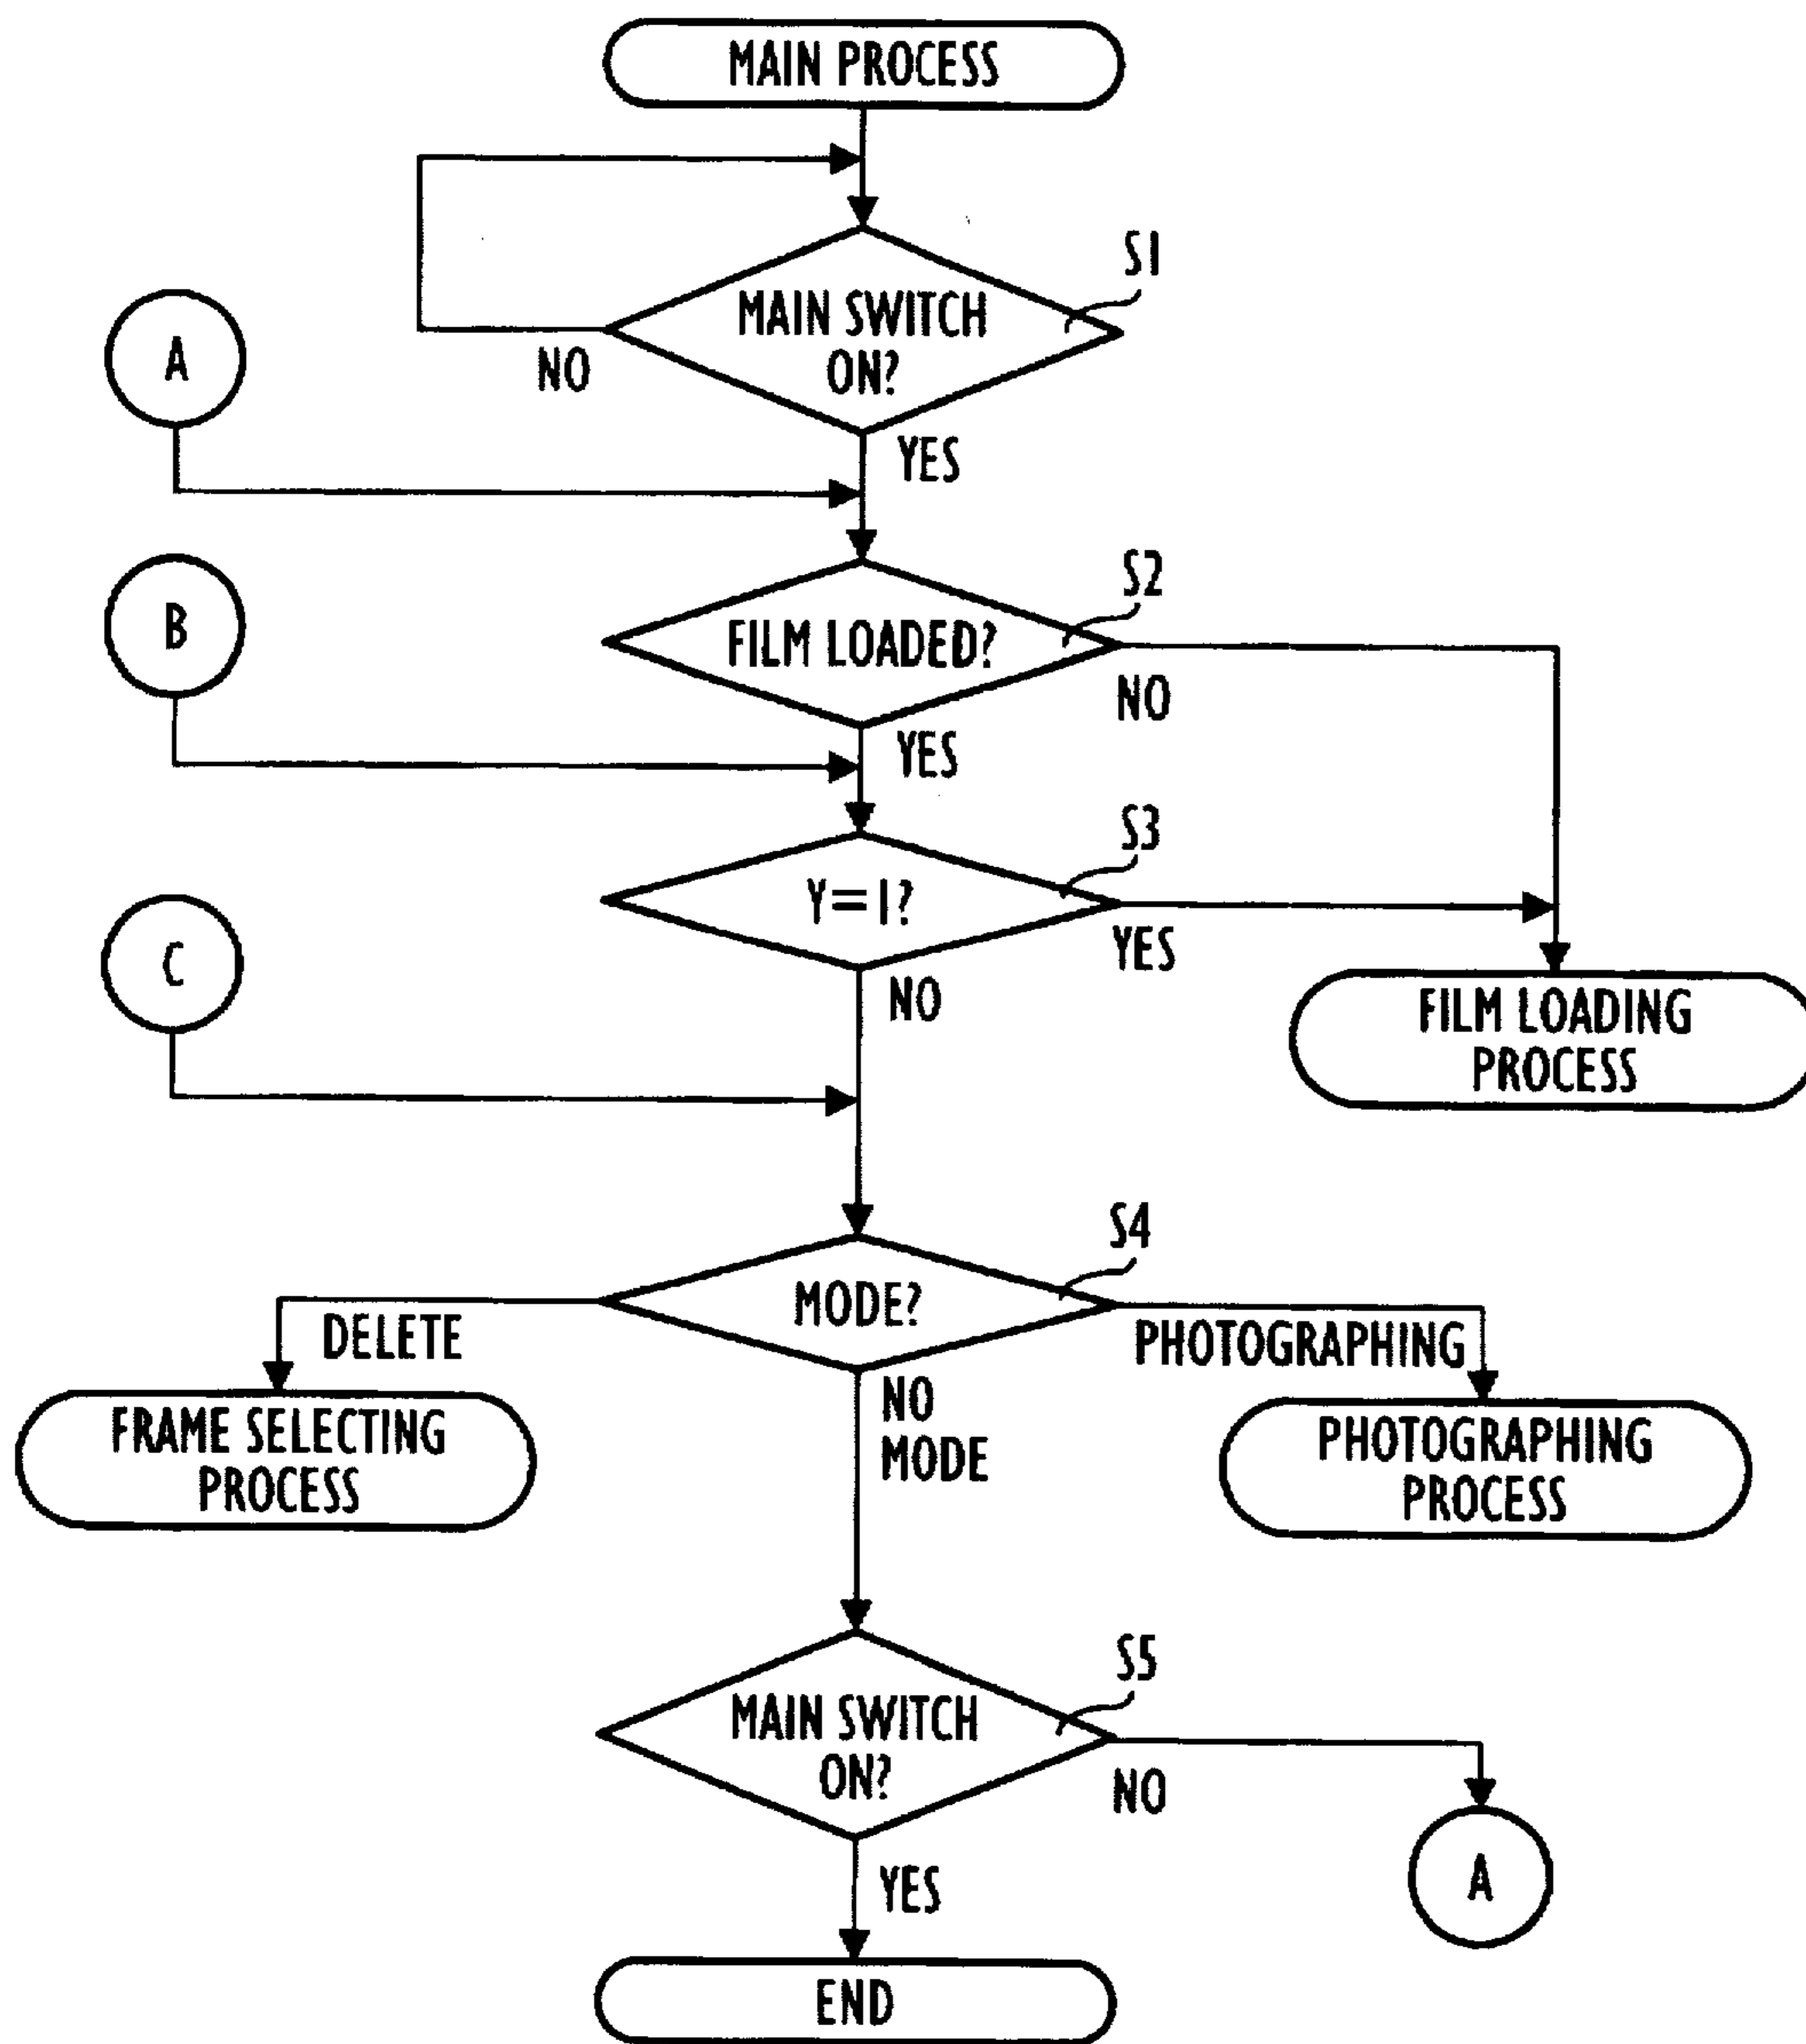 MAIN PROCESS
S1
MAIN SWITCH
ON?
NO
A
YES
S2
B
FILM LOADED?
NO
YES
S3
Y=1?
YES
C
NO
FILM LOADING
PROCESS
S4
MODE?
DELETE
PHOTOGRAPHING
NO
MODE
FRAME SELECTING
PROCESS
PHOTOGRAPHING
PROCESS
S5
MAIN SWITCH
ON?
NO
YES
A
END